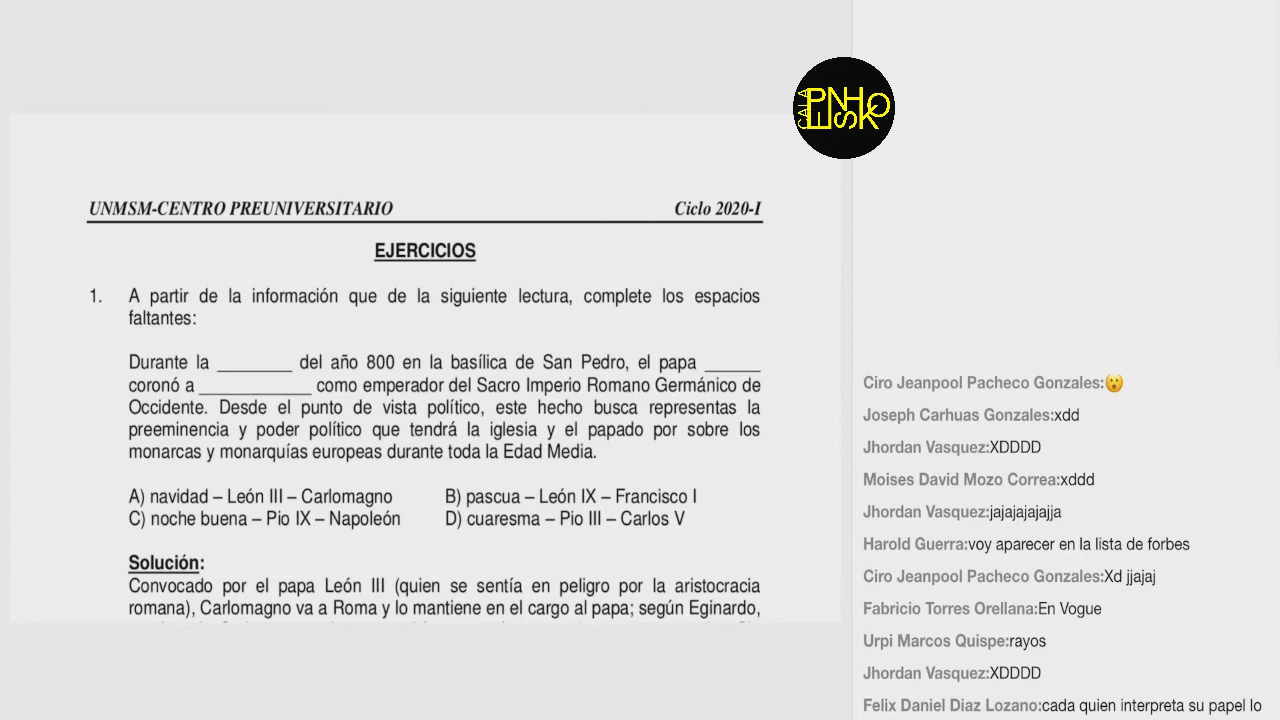 CALA
PENHO
ESK
UNMSM-CENTRO PREUNIVERSITARIO Ciclo 2020-I
EJERCICIOS
1. A partir de la información que de la siguiente lectura, complete los espacios
faltantes:
Durante la ________ del año 800 en la basílica de San Pedro, el papa ______
coronó a ____________ como emperador del Sacro Imperio Romano Germánico de
Occidente. Desde el punto de vista político, este hecho busca representas la
preeminencia y poder político que tendrá la iglesia y el papado por sobre los
monarcas y monarquías europeas durante toda la Edad Media.
A) navidad – León III – Carlomagno B) pascua – León IX – Francisco I
C) noche buena – Pio IX – Napoleón D) cuaresma – Pio III – Carlos V
Solución:
Convocado por el papa León III (quien se sentía en peligro por la aristocracia
romana), Carlomagno va a Roma y lo mantiene en el cargo al papa; según Eginardo,
Ciro Jeanpool Pacheco Gonzales:😮
Joseph Carhuas Gonzales:xdd
Jhordan Vasquez:XDDDD
Moises David Mozo Correa:xddd
Jhordan Vasquez:jajajajajajja
Harold Guerra:voy aparecer en la lista de forbes
Ciro Jeanpool Pacheco Gonzales:Xd jjajaj
Fabricio Torres Orellana:En Vogue
Urpi Marcos Quispe:rayos
Jhordan Vasquez:XDDDD
Felix Daniel Diaz Lozano:cada quien interpreta su papel lo